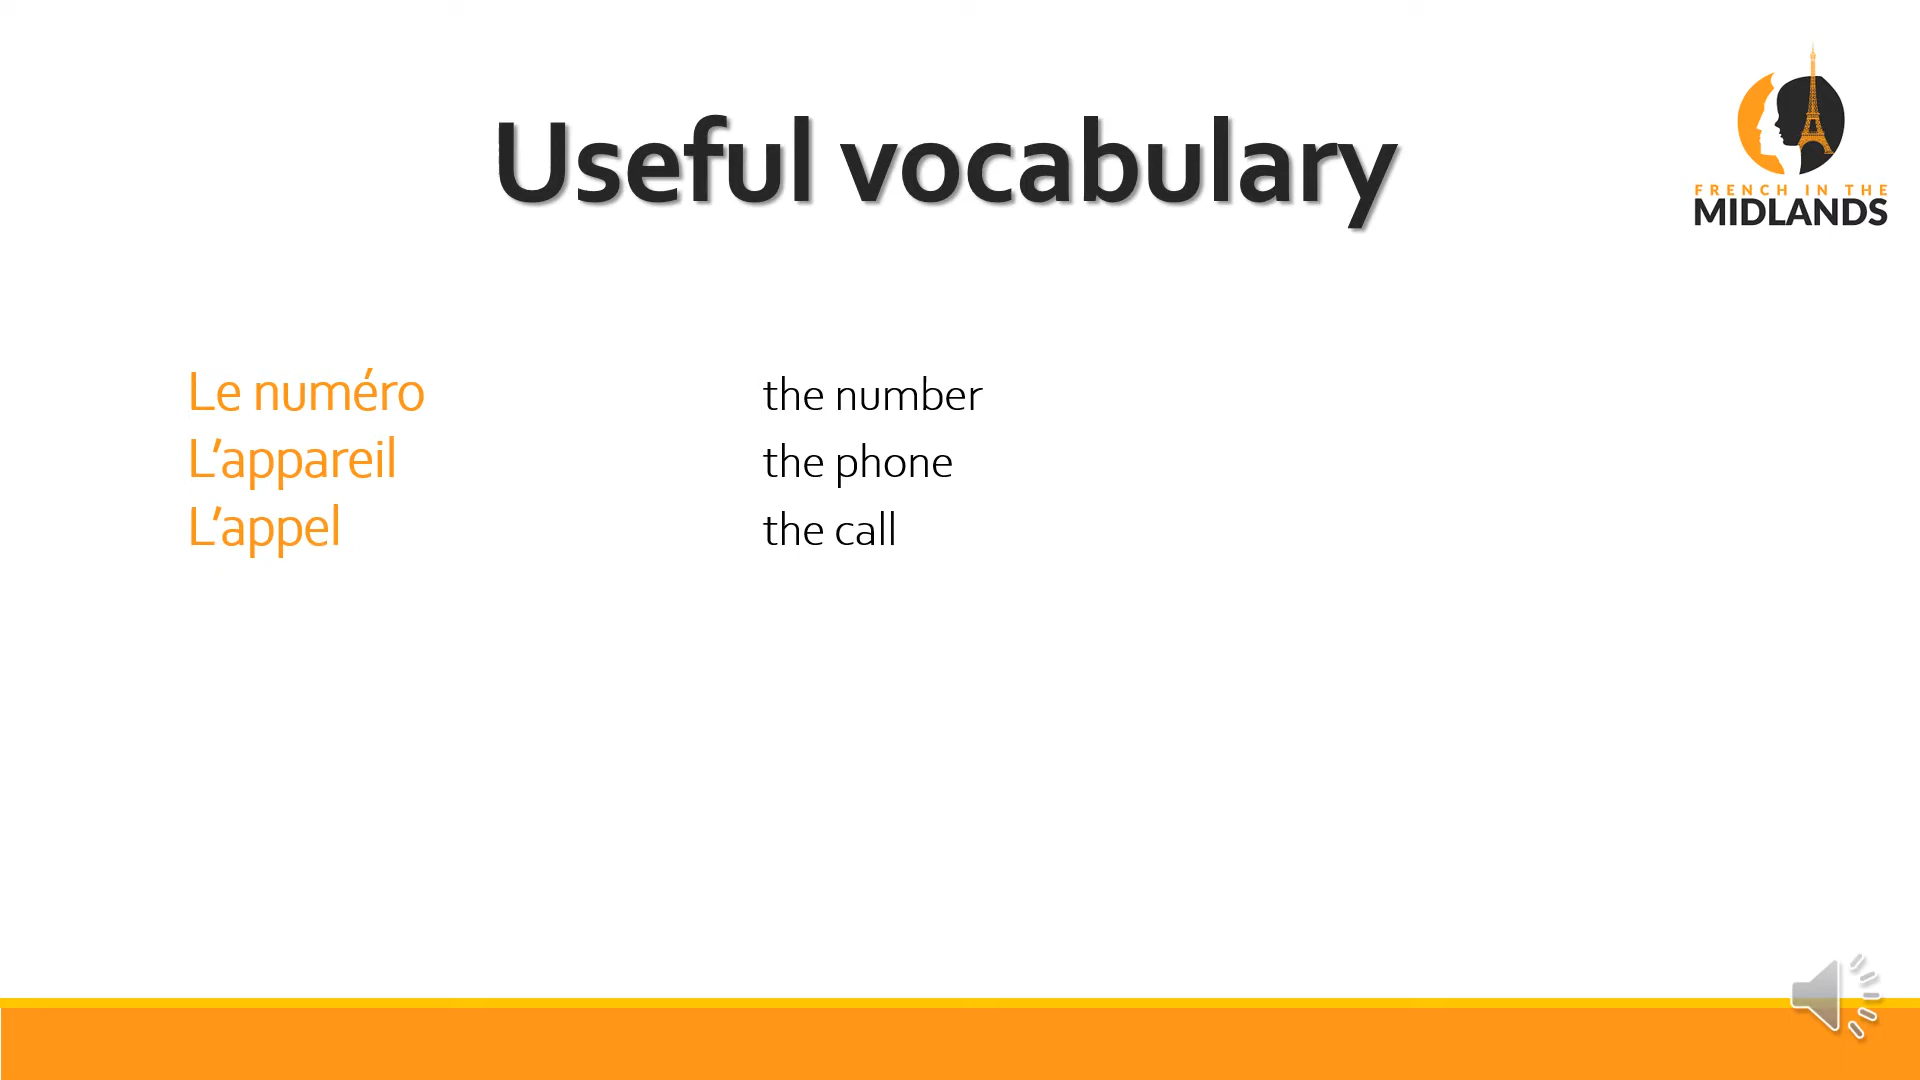 Useful vocabulary
FRENCH IN THE
MIDLANDS
Le numéro the number
L'appareil the phone
L'appel the call